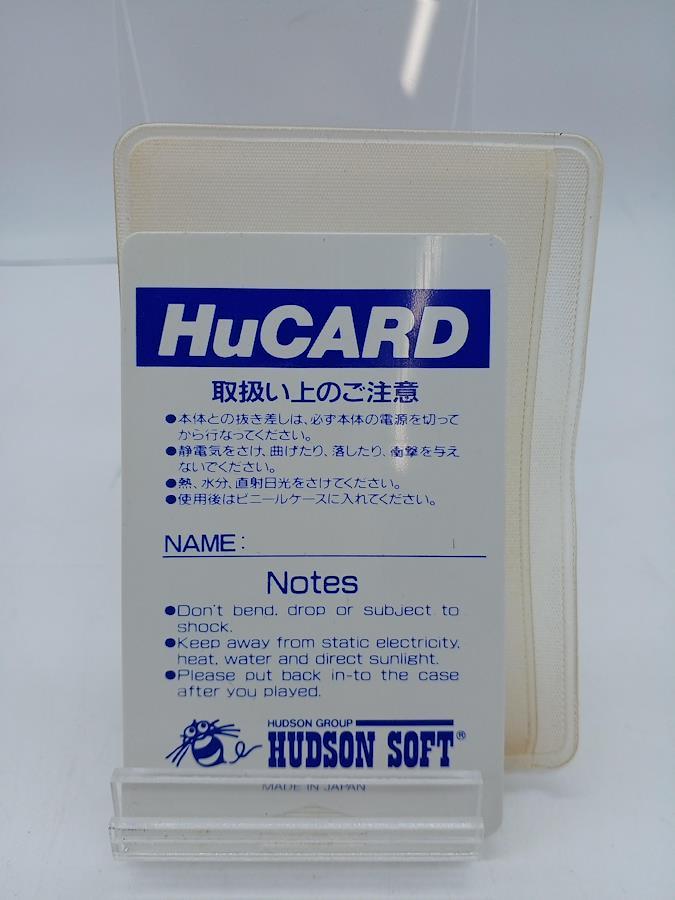 HuCARD
取扱い上のご注意
●本体との抜き差しは、必ず本体の電源を切って
から行なってください。
●静電気をさけ、曲げたり、落したり、衝撃を与え
ないでください。
●熱、水分、直射日光をさけてください。
●使用後はビニールケースに入れてください。
NAME:
Notes
●Don't bend, drop or subject to
shock.
●Keep away from static electricity,
heat, water and direct sunlight.
●Please put back in-to the case
after you played.
HUDSON GROUP
HUDSON SOFT®
MADE IN JAPAN